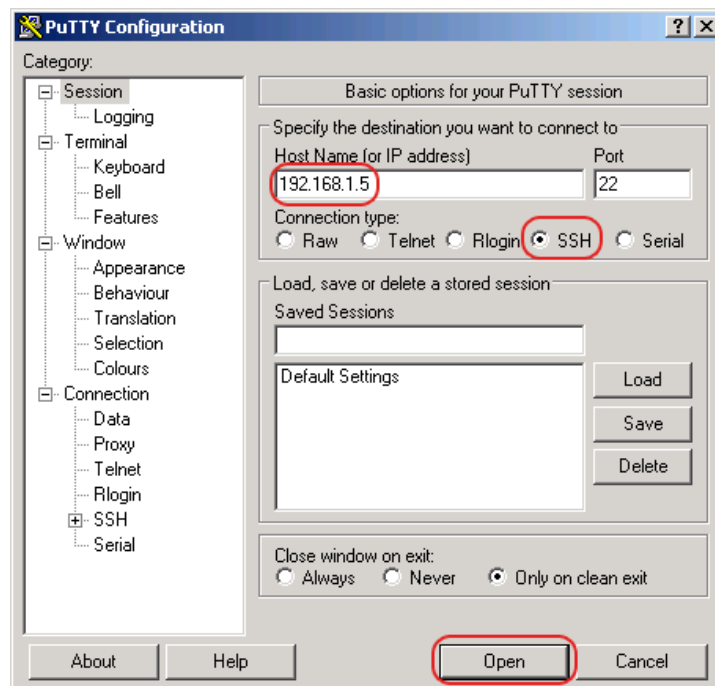 PuTTY Configuration
? X
Category:
Session
Logging
Terminal
Keyboard
Bell
Features
Window
Appearance
Behaviour
Translation
Selection
Colours
Connection
Data
Proxy
Telnet
Rlogin
SSH
Serial
Basic options for your PuTTY session
Specify the destination you want to connect to
Host Name (or IP address) Port
192.168.1.5 22
Connection type:
Raw Telnet Rlogin SSH Serial
Load, save or delete a stored session
Saved Sessions
Default Settings
Load
Save
Delete
Close window on exit:
Always Never Only on clean exit
About Help Open Cancel